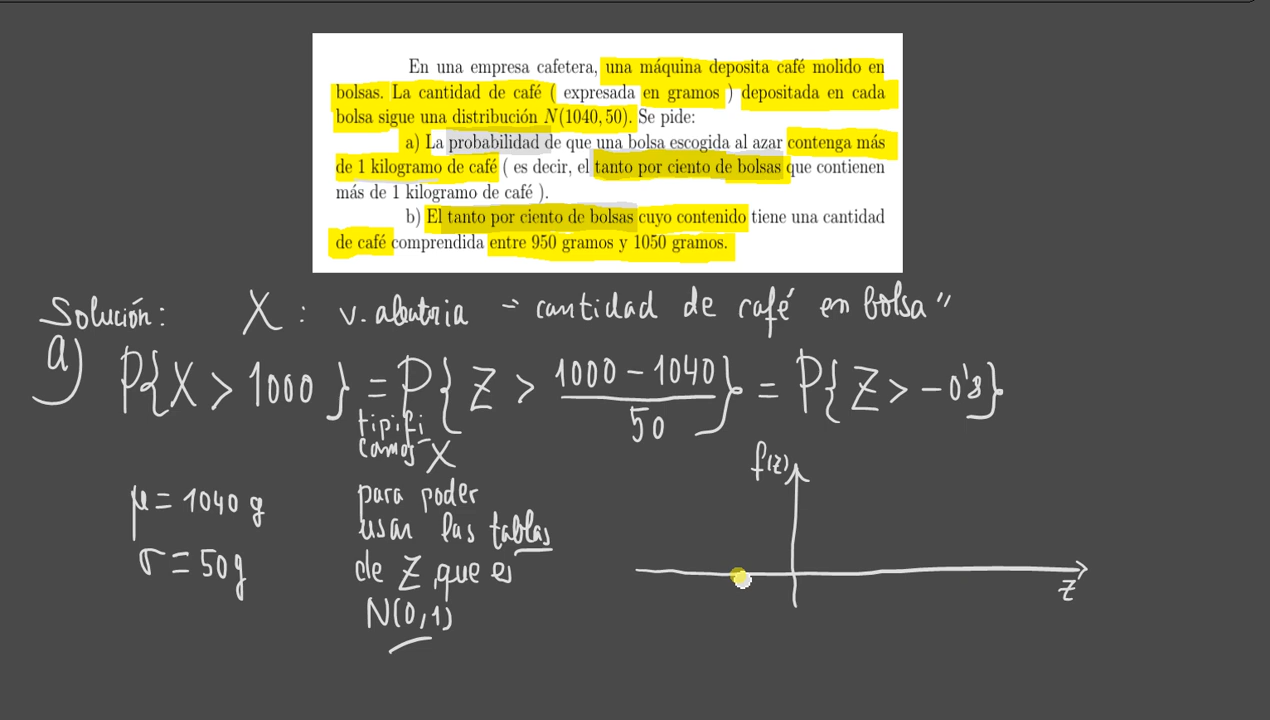 En una empresa cafetera, una máquina deposita café molido en
bolsas. La cantidad de café ( expresada en gramos ) depositada en cada
bolsa sigue una distribución N(1040, 50). Se pide:
a) La probabilidad de que una bolsa escogida al azar contenga más
de 1 kilogramo de café ( es decir, el tanto por ciento de bolsas que contienen
más de 1 kilogramo de café ).
b) El tanto por ciento de bolsas cuyo contenido tiene una cantidad
de café comprendida entre 950 gramos y 1050 gramos.
Solución: X : v. aleatria = cantidad de café en bolsa"
a) P{X > 1000} = P{Z > (1000 - 1040)/50} = P{Z > -0'8}
tipifi-
camos X
para poder
usar las tablas
de Z que es
N(0,1)
μ = 1040 g
σ = 50g
f(z)
z